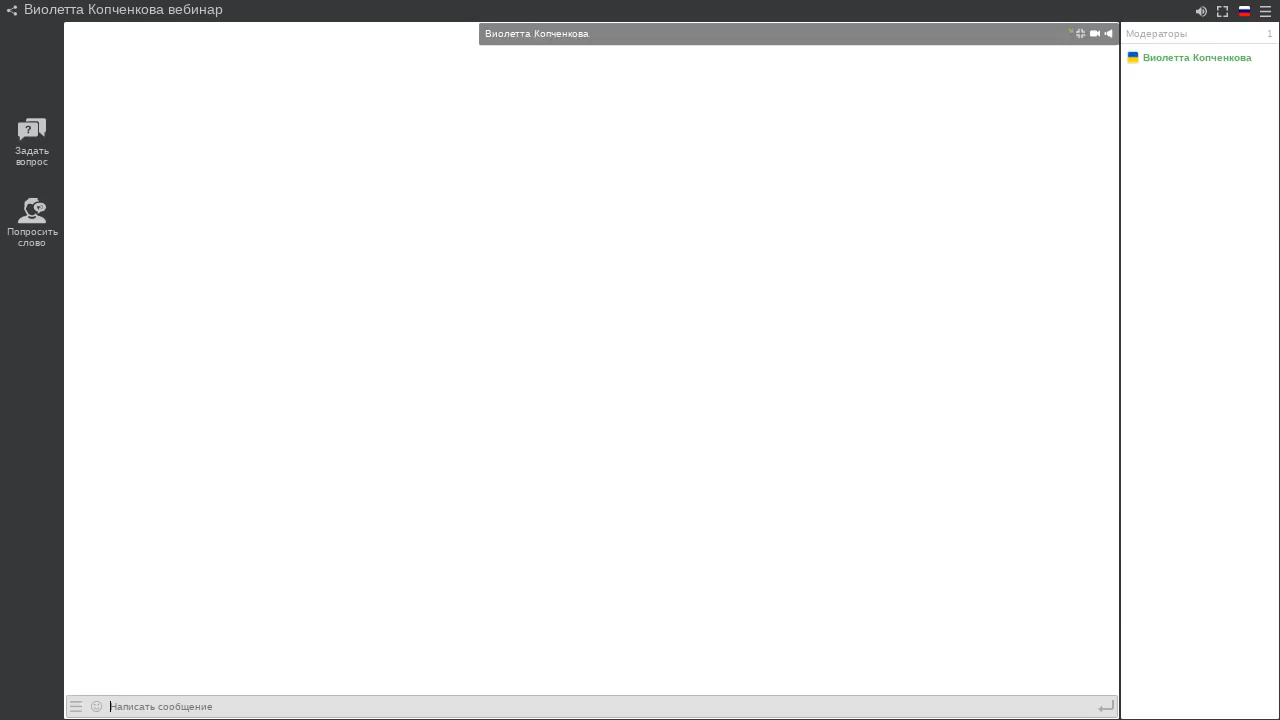 Виолетта Копченкова вебинар
Виолетта Копченкова
Модераторы 1
Виолетта Копченкова
Задать
вопрос
Попросить
слово
Написать сообщение